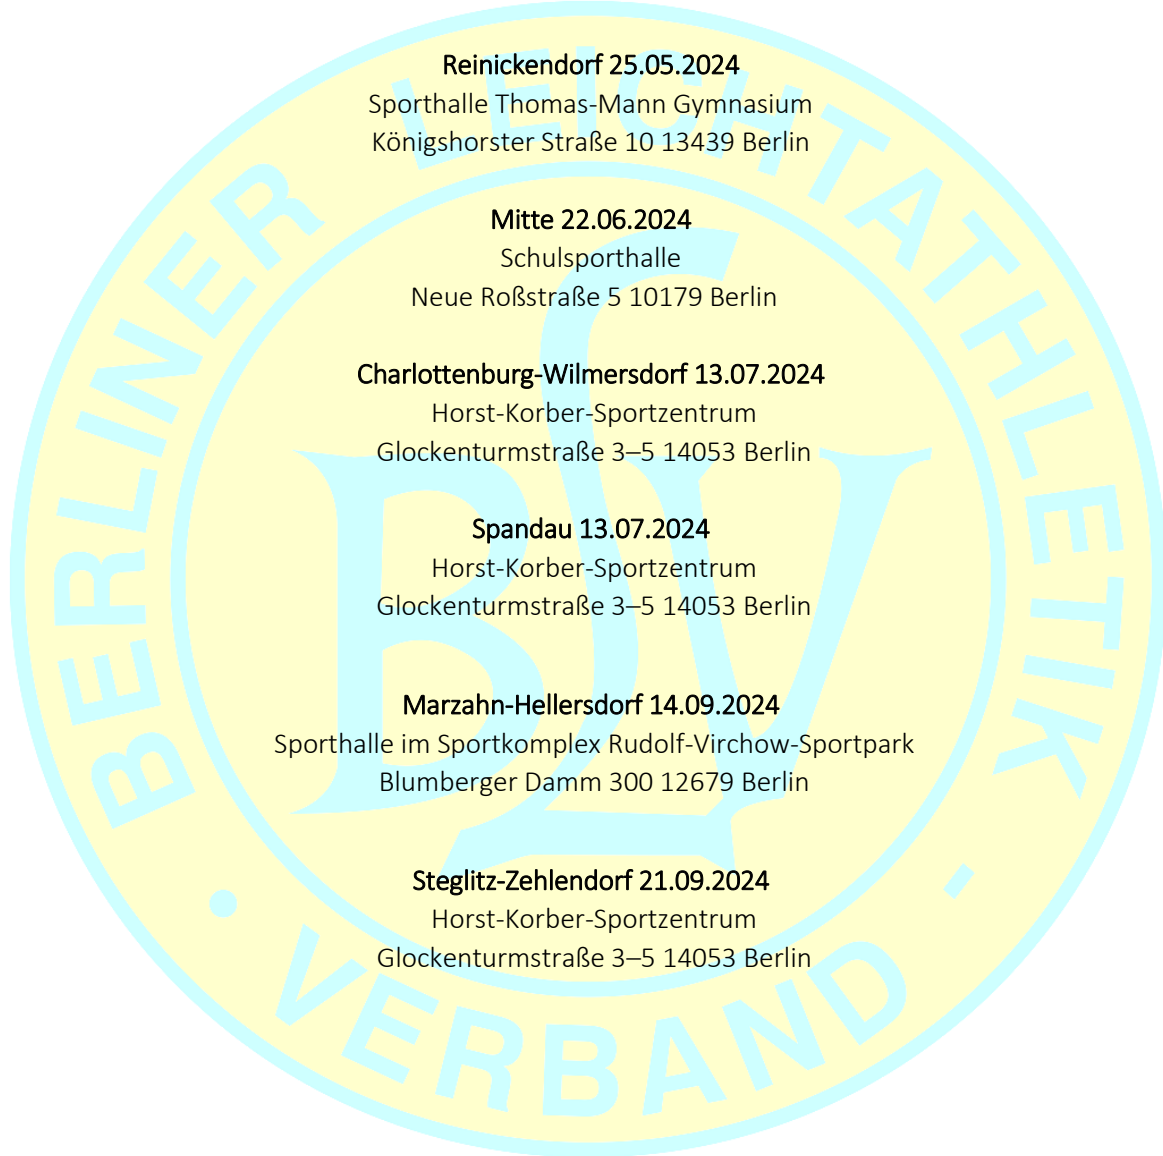 Reinickendorf 25.05.2024
Sporthalle Thomas-Mann Gymnasium
Königshorster Straße 10 13439 Berlin
Mitte 22.06.2024
Schulsporthalle
Neue Roßstraße 5 10179 Berlin
Charlottenburg-Wilmersdorf 13.07.2024
Horst-Korber-Sportzentrum
Glockenturmstraße 3–5 14053 Berlin
Spandau 13.07.2024
Horst-Korber-Sportzentrum
Glockenturmstraße 3–5 14053 Berlin
Marzahn-Hellersdorf 14.09.2024
Sporthalle im Sportkomplex Rudolf-Virchow-Sportpark
Blumberger Damm 300 12679 Berlin
Steglitz-Zehlendorf 21.09.2024
Horst-Korber-Sportzentrum
Glockenturmstraße 3–5 14053 Berlin
BERLINER LEICHTATHLETIK -
• VERBAND
BLV